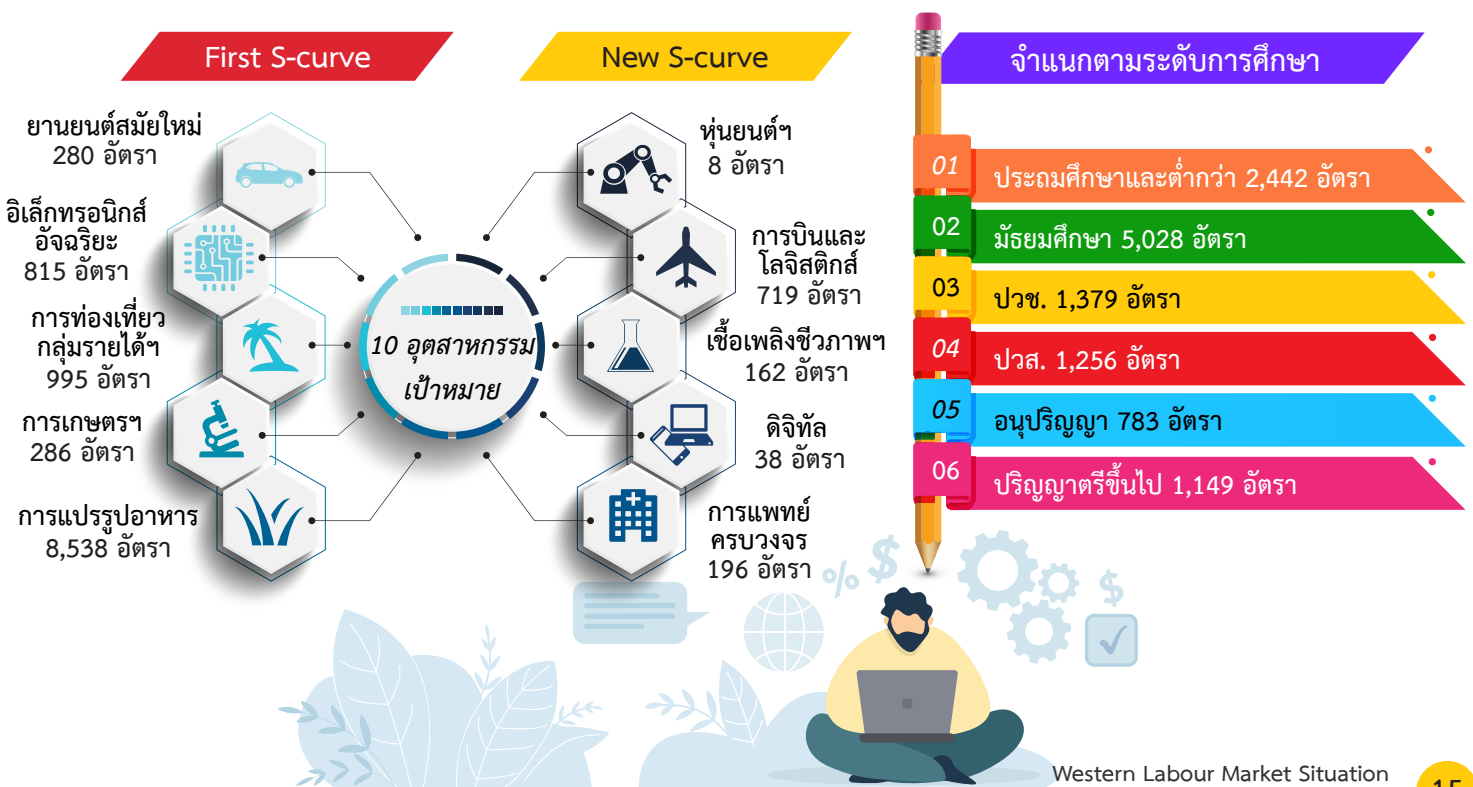 First S-curve
ยานยนต์สมัยใหม่
280 อัตรา
อิเล็กทรอนิกส์
อัจฉริยะ
815 อัตรา
การท่องเที่ยว
กลุ่มรายได้ฯ
995 อัตรา
การเกษตรฯ
286 อัตรา
การแปรรูปอาหาร
8,538 อัตรา
10 อุตสาหกรรม
เป้าหมาย
New S-curve
หุ่นยนต์ฯ
8 อัตรา
การบินและ
โลจิสติกส์
719 อัตรา
เชื้อเพลิงชีวภาพฯ
162 อัตรา
ดิจิทัล
38 อัตรา
การแพทย์
ครบวงจร
196 อัตรา
จำแนกตามระดับการศึกษา
01 ประถมศึกษาและต่ำกว่า 2,442 อัตรา
02 มัธยมศึกษา 5,028 อัตรา
03 ปวช. 1,379 อัตรา
04 ปวส. 1,256 อัตรา
05 อนุปริญญา 783 อัตรา
06 ปริญญาตรีขึ้นไป 1,149 อัตรา
% $ $
Western Labour Market Situation
15